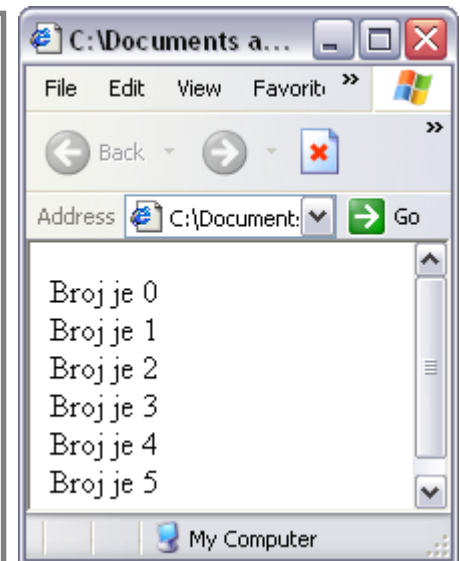 C:\Documents a...
File Edit View Favorit »
Back »
Address C:\Document: Go
Broj je 0
Broj je 1
Broj je 2
Broj je 3
Broj je 4
Broj je 5
My Computer